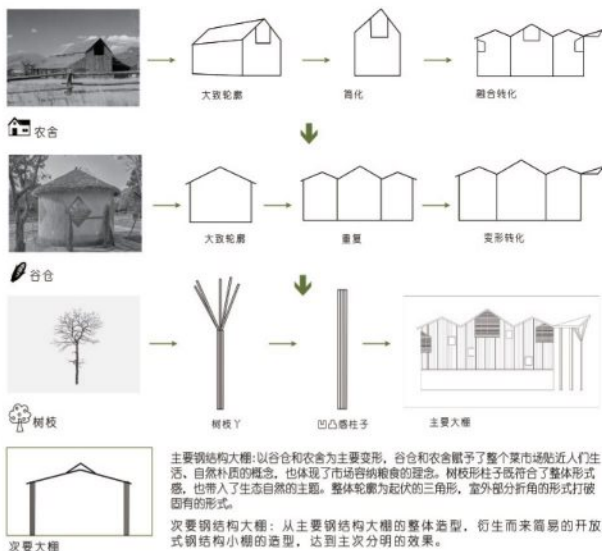 大致轮廓
简化
融合转化
农舍
大致轮廓
重复
变形转化
谷仓
树枝丫
凹凸感柱子
主要大棚
树枝
主要钢结构大棚：以谷仓和农舍为主要变形，谷仓和农舍赋予了整个菜市场贴近人们生
活、自然朴质的概念，也体现了市场容纳粮食的理念。树枝形柱子既符合了整体形式
感，也带入了生态自然的主题。整体轮廓为起伏的三角形，室外部分折角的形式打破
固有的形式。
次要钢结构大棚：从主要钢结构大棚的整体造型，衍生而来简易的开放
式钢结构小棚的造型，达到主次分明的效果。
次要大棚